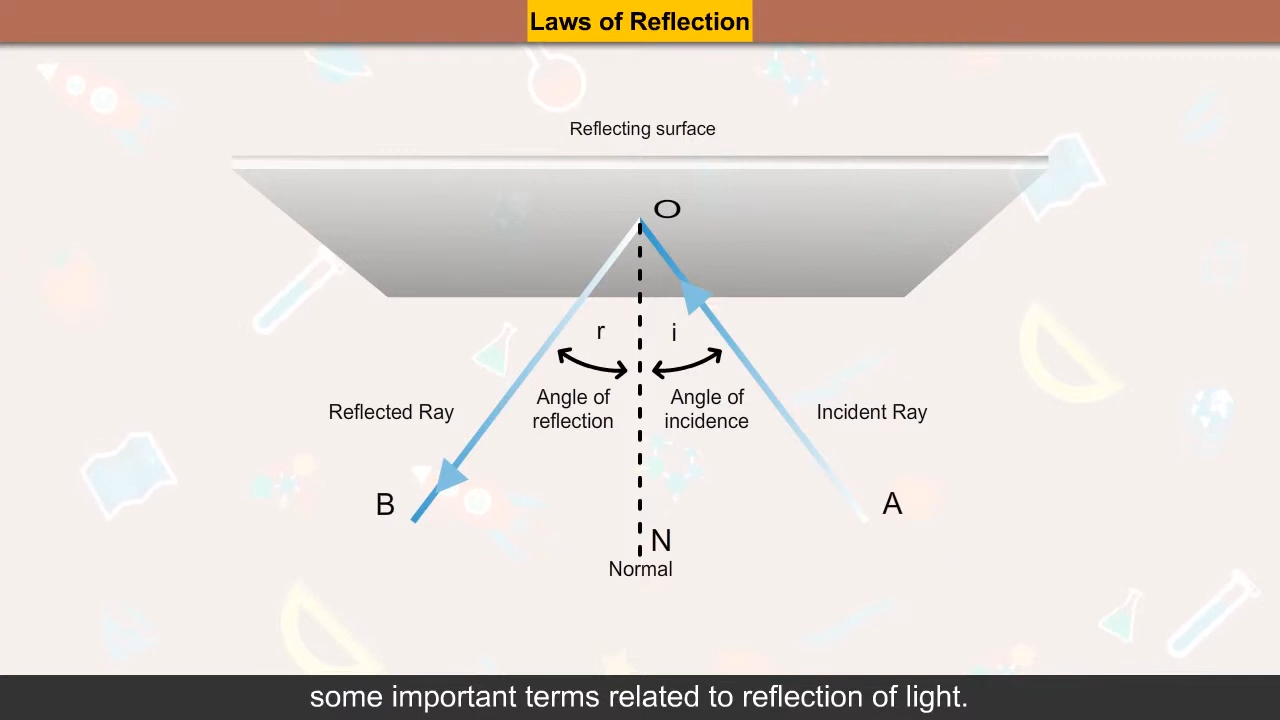 Laws of Reflection
Reflecting surface
O
r
i
Angle of
reflection
Angle of
incidence
Reflected Ray
Incident Ray
B
A
N
Normal
some important terms related to reflection of light.